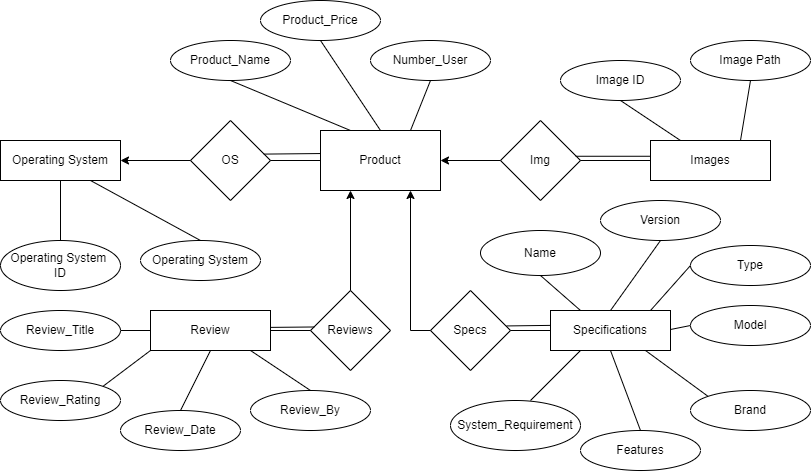 Product_Price
Product_Name
Number_User
Image ID
Image Path
Operating System
OS
Product
Img
Images
Operating System
ID
Operating System
Name
Version
Type
Review_Title
Review
Reviews
Specs
Specifications
Model
Review_Rating
Review_Date
Review_By
System_Requirement
Features
Brand